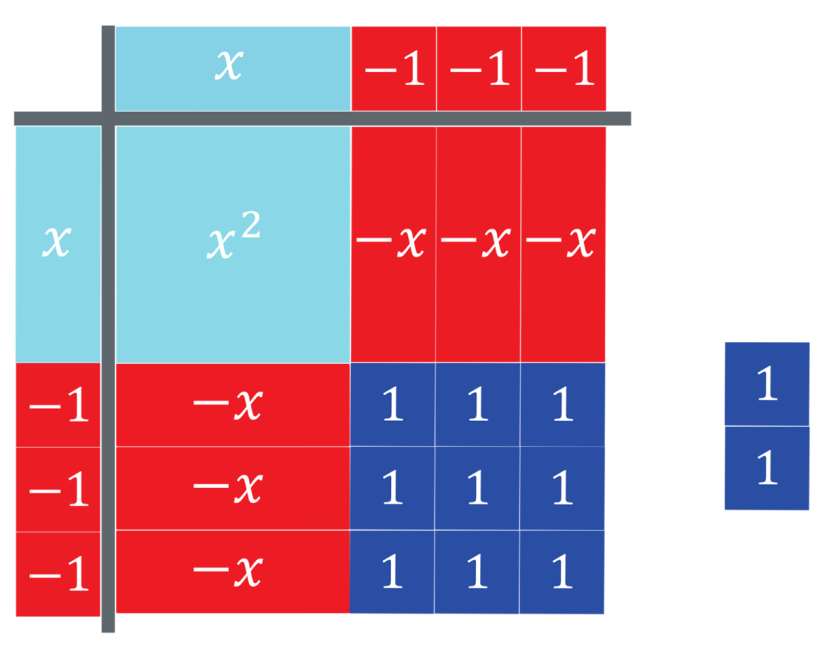 x −1 −1 −1
x x² −x −x −x
−1 −x 1 1 1 1
−1 −x 1 1 1 1
−1 −x 1 1 1